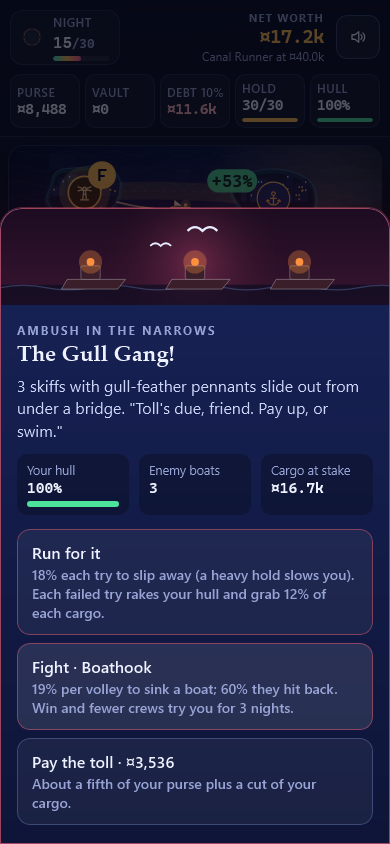 NIGHT
15/30
NET WORTH
¤17.2k
Canal Runner at ¤40.0k
PURSE
¤8,488
VAULT
¤0
DEBT 10%
¤11.6k
HOLD
30/30
HULL
100%
F
+53%
AMBUSH IN THE NARROWS
The Gull Gang!
3 skiffs with gull-feather pennants slide out from
under a bridge. "Toll's due, friend. Pay up, or
swim."
Your hull
100%
Enemy boats
3
Cargo at stake
¤16.7k
Run for it
18% each try to slip away (a heavy hold slows you).
Each failed try rakes your hull and grab 12% of
each cargo.
Fight · Boathook
19% per volley to sink a boat; 60% they hit back.
Win and fewer crews try you for 3 nights.
Pay the toll · ¤3,536
About a fifth of your purse plus a cut of your
cargo.